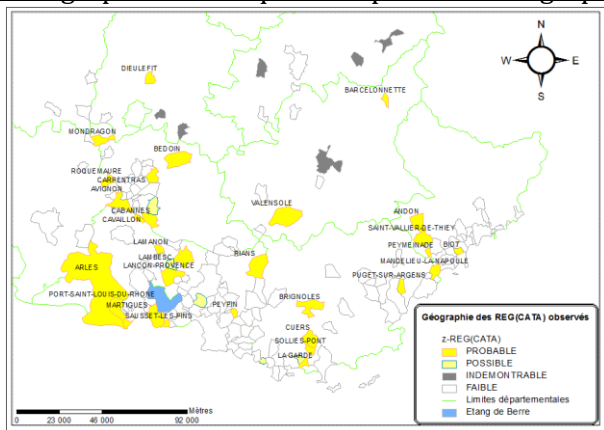 N
W E
S
DIEULEFIT
BARCELONNETTE
MONDRAGON
BEDOIN
ROQUEMAURE
CARPENTRAS
AVIGNON
CABANNES
CAVAILLON
VALENSOLE
ANDON
SAINT-VALLIER-DE-THIEY
PEYMEINADE
BIOT
MANDELIEU-LA-NAPOULE
LAMANON
LAMBESC
LANCON-PROVENCE
RIANS
ARLES
PUGET-SUR-ARGENS
PORT-SAINT-LOUIS-DU-RHONE
MARTIGUES
PEYPIN
BRIGNOLES
SAUSSET-LES-PINS
CUERS
SOLLIES-PONT
LA GARDE
Géographie des REG(CATA) observés
z-REG(CATA)
PROBABLE
POSSIBLE
INDEMONTRABLE
FAIBLE
Limites départementales
Etang de Berre
Mètres
0 23 000 46 000 92 000